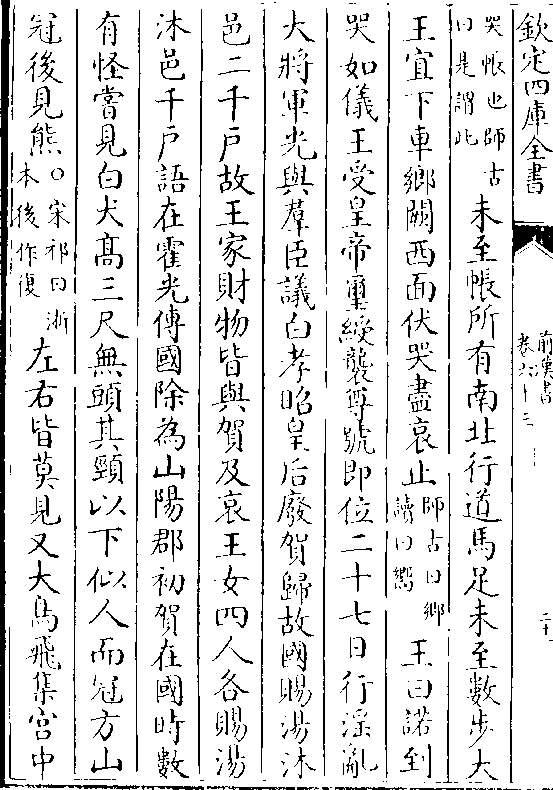 欽定四庫全書
哭帳也師古
曰是謂此
未至帳所有南北行道馬足未至數步大
王宜下車鄉闕西面伏哭盡哀止
師古曰鄉
讀曰嚮
王曰諾到
哭如儀王受皇帝璽綬襲尊號即位二十七日行淫亂
大將軍光與羣臣議白孝昭皇后廢賀歸故國賜湯沐
邑二千戶故王家財物皆與賀及哀王女四人各賜湯
沐邑千戶語在霍光傳國除為山陽郡初賀在國時數
有怪嘗見白犬高三尺無頭其頸以下似人而冠方山
冠後見熊
○宋祁曰浙
本後作復
左右皆莫見又大鳥飛集宮中
前漢書
卷六十三
二十